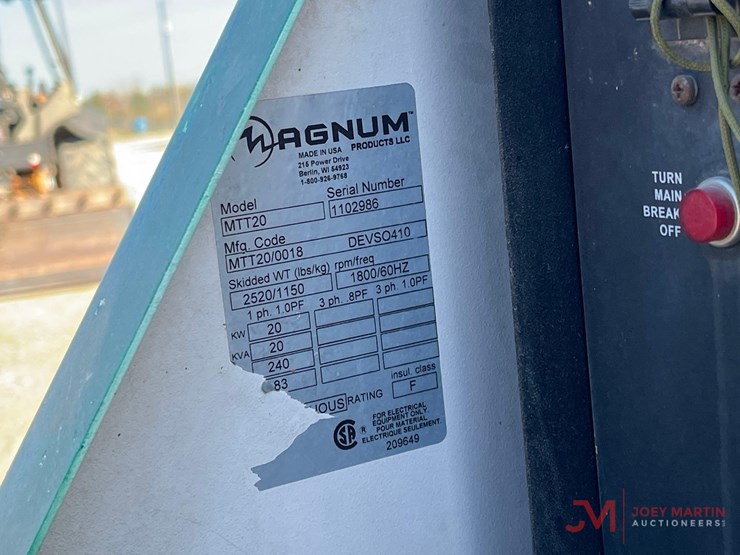 MAGNUM™
PRODUCTS LLC
MADE IN USA
215 Power Drive
Berlin, WI 54923
1-800-926-9768
Model
Serial Number
MTT20
1102986
Mfg. Code
DEVSO410
MTT20/0018
Skidded WT (lbs/kg)
rpm/freq
2520/1150
1800/60HZ
1 ph. 1.0PF
3 ph. .8PF
3 ph. 1.0PF
KW
20
KVA
20
240
83
insul. class
F
IOUS
RATING
FOR ELECTRICAL
EQUIPMENT ONLY.
POUR MATERIAL
ELECTRIQUE SEULEMENT.
209649
TURN
MAIN
BREAK
OFF
JM
JOEY MARTIN
AUCTIONEERS